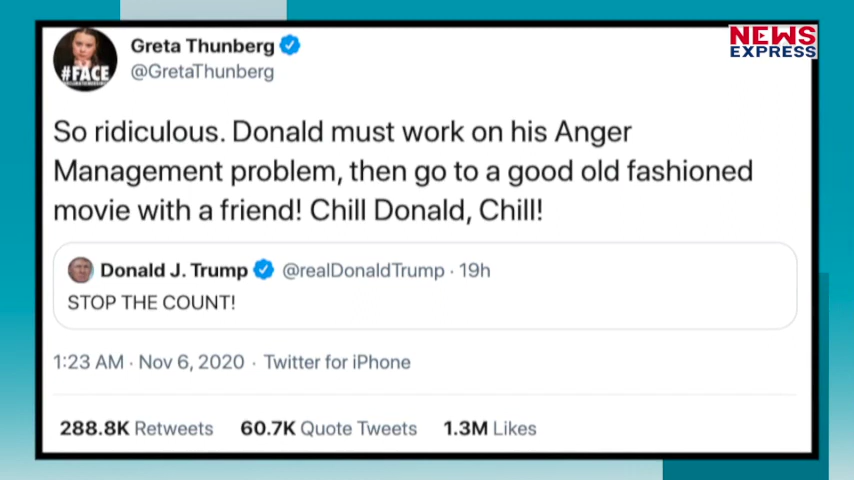 NEWS
EXPRESS
#FACE
Greta Thunberg
@GretaThunberg
So ridiculous. Donald must work on his Anger
Management problem, then go to a good old fashioned
movie with a friend! Chill Donald, Chill!
Donald J. Trump @realDonaldTrump · 19h
STOP THE COUNT!
1:23 AM · Nov 6, 2020 · Twitter for iPhone
288.8K Retweets 60.7K Quote Tweets 1.3M Likes